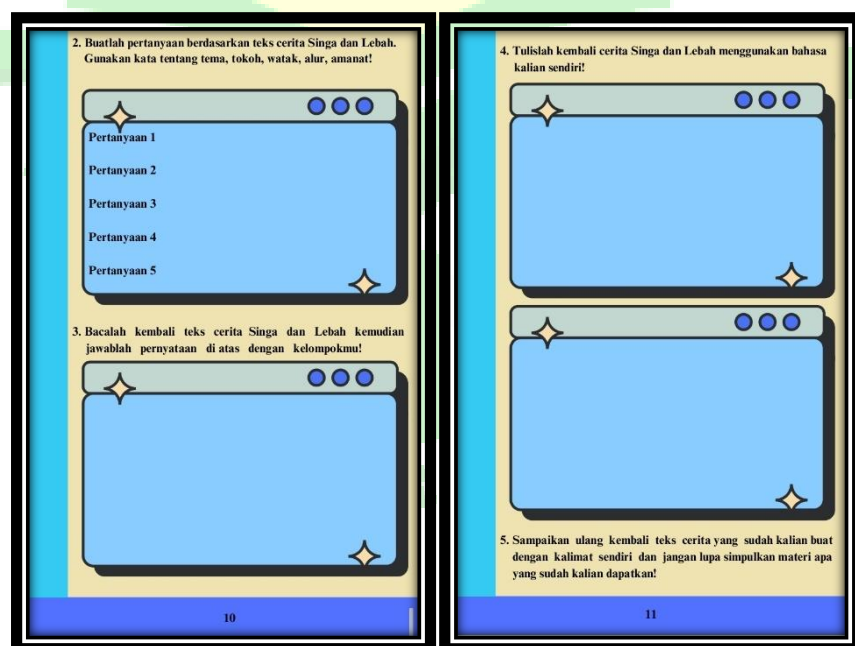 2. Buatlah pertanyaan berdasarkan teks cerita Singa dan Lebah.
Gunakan kata tentang tema, tokoh, watak, alur, amanat!
Pertanyaan 1
Pertanyaan 2
Pertanyaan 3
Pertanyaan 4
Pertanyaan 5
3. Bacalah kembali teks cerita Singa dan Lebah kemudian
jawablah pernyataan di atas dengan kelompokmu!
10
4. Tulislah kembali cerita Singa dan Lebah menggunakan bahasa
kalian sendiri!
5. Sampaikan ulang kembali teks cerita yang sudah kalian buat
dengan kalimat sendiri dan jangan lupa simpulkan materi apa
yang sudah kalian dapatkan!
11